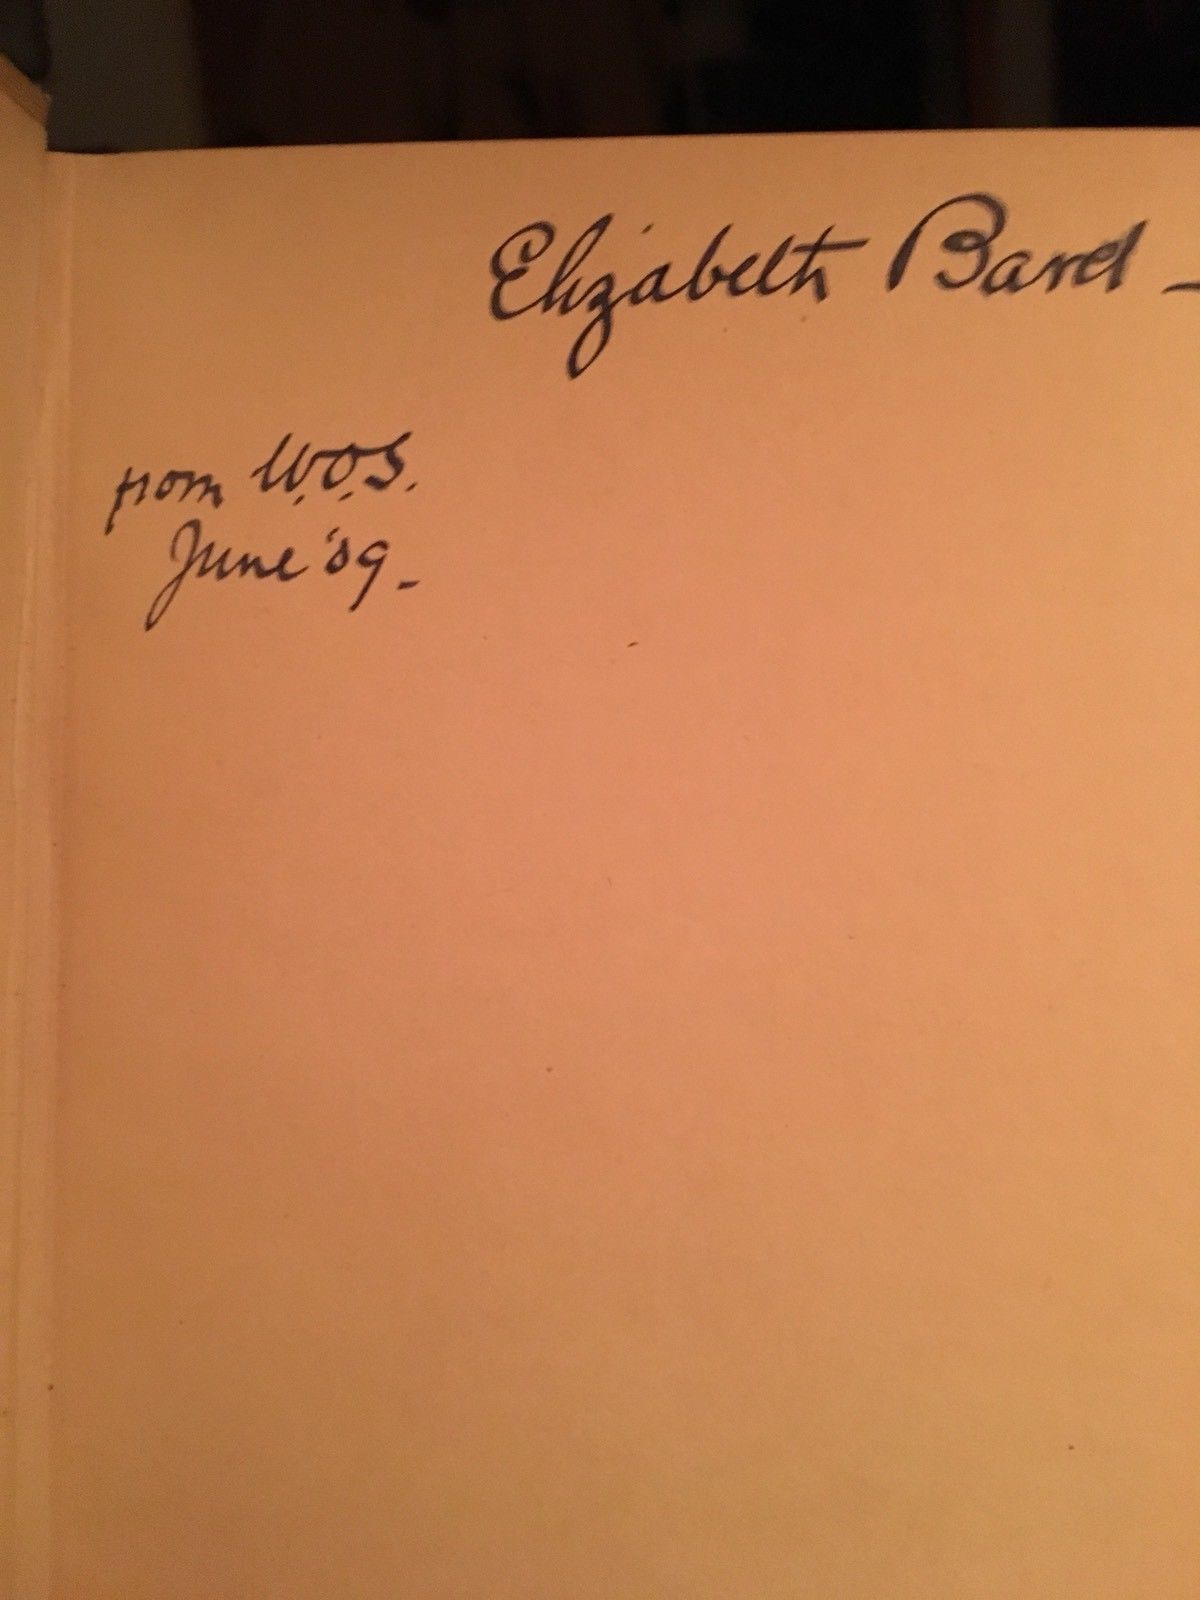 Elizabeth Bard -
from W.O.S.
June '09 -